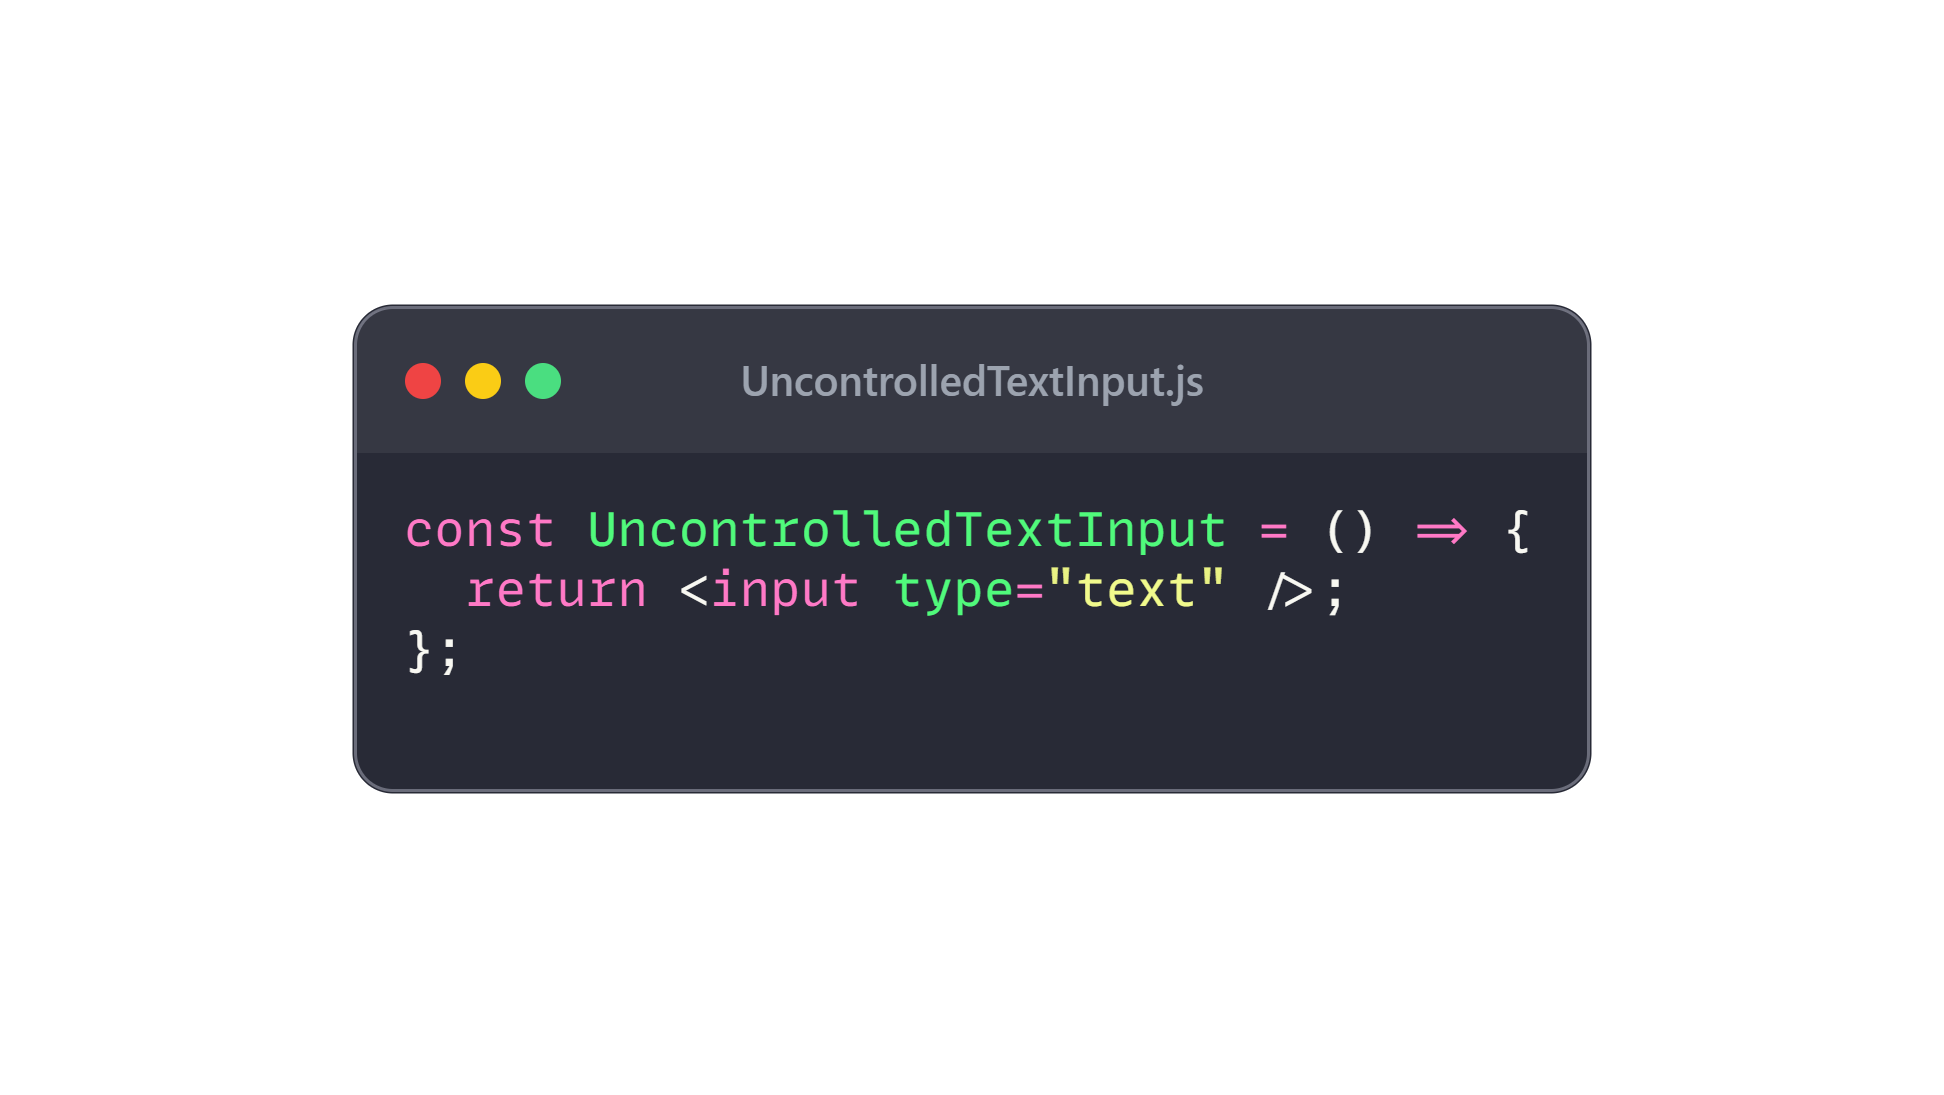 UncontrolledTextInput.js
const UncontrolledTextInput = () => {
  return <input type="text" />;
};